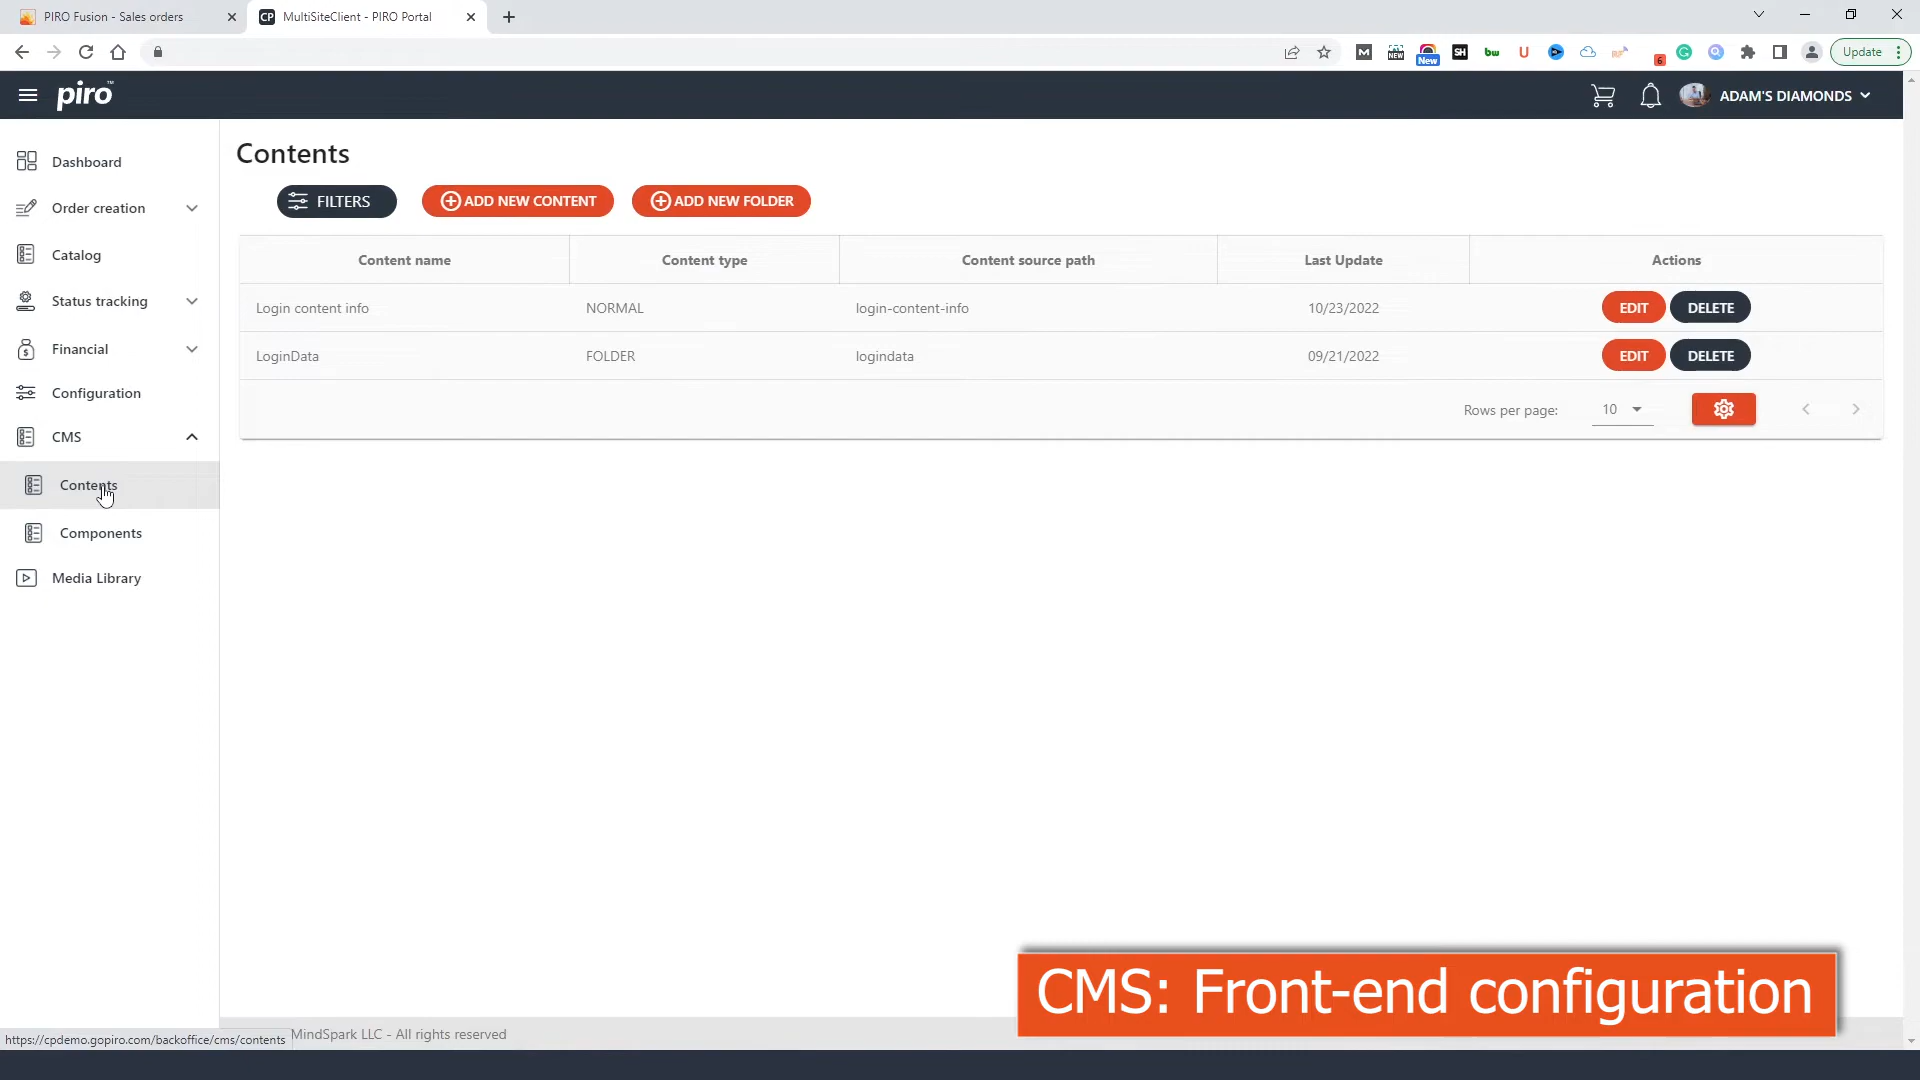 PIRO Fusion - Sales orders
MultiSiteClient - PIRO Portal
New
6
Update
piro
ADAM'S DIAMONDS
Dashboard
Order creation
Catalog
Status tracking
Financial
Configuration
CMS
Contents
Components
Media Library
Contents
FILTERS
ADD NEW CONTENT
ADD NEW FOLDER
Content name Content type Content source path Last Update Actions
Login content info NORMAL login-content-info 10/23/2022 EDIT DELETE
LoginData FOLDER logindata 09/21/2022 EDIT DELETE
Rows per page: 10
CMS: Front-end configuration
MindSpark LLC - All rights reserved
https://cpdemo.gopiro.com/backoffice/cms/contents